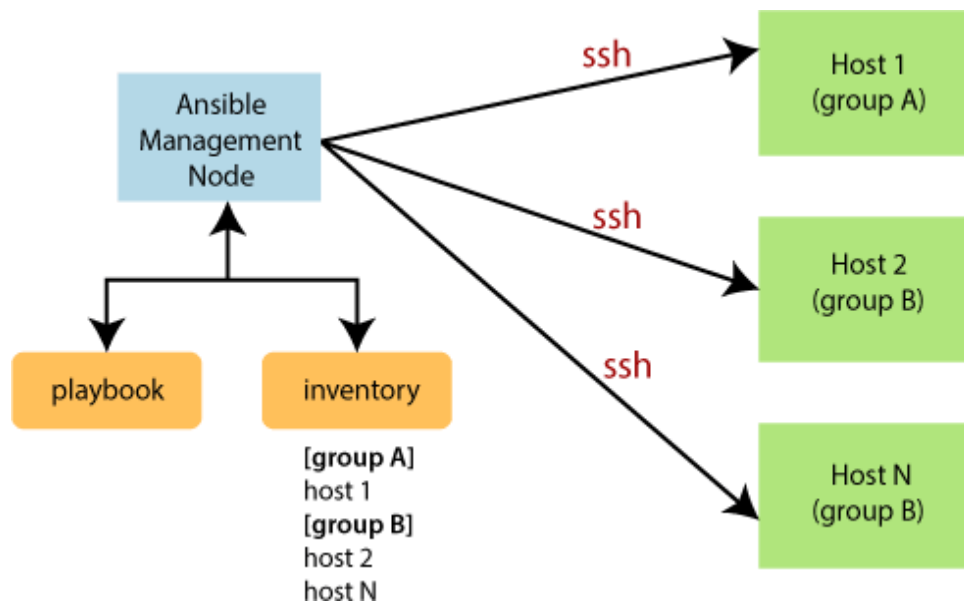 Ansible
Management
Node
ssh
Host 1
(group A)
ssh
Host 2
(group B)
ssh
Host N
(group B)
playbook
inventory
[group A]
host 1
[group B]
host 2
host N